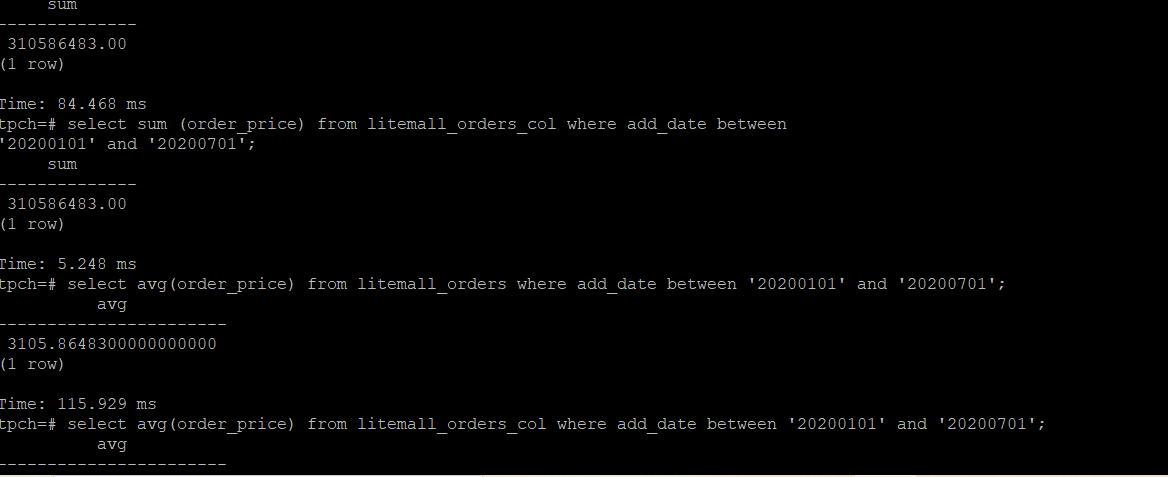 sum
--------------
310586483.00
(1 row)
Time: 84.468 ms
tpch=# select sum (order_price) from litemall_orders_col where add_date between
'20200101' and '20200701';
sum
--------------
310586483.00
(1 row)
Time: 5.248 ms
tpch=# select avg(order_price) from litemall_orders where add_date between '20200101' and '20200701';
avg
-----------------------
3105.8648300000000000
(1 row)
Time: 115.929 ms
tpch=# select avg(order_price) from litemall_orders_col where add_date between '20200101' and '20200701';
avg
-----------------------